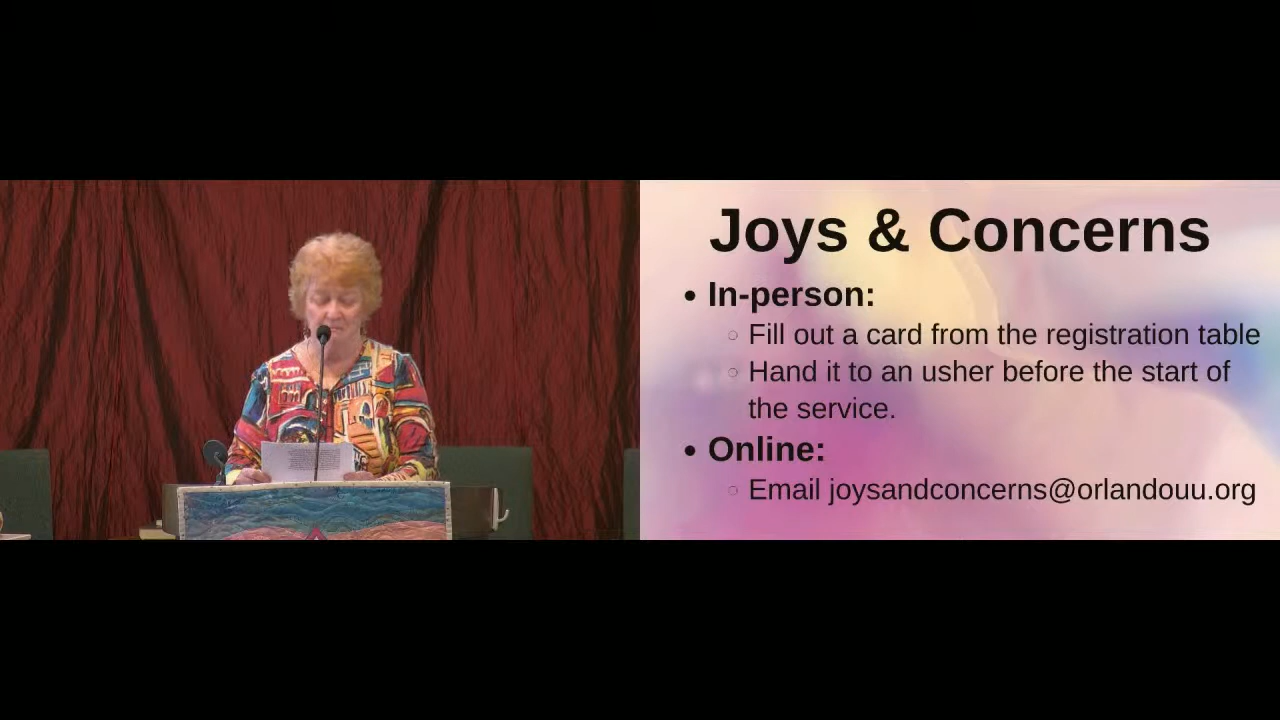 Joys & Concerns
• In-person:
○ Fill out a card from the registration table
○ Hand it to an usher before the start of
the service.
• Online:
○ Email joysandconcerns@orlandouu.org